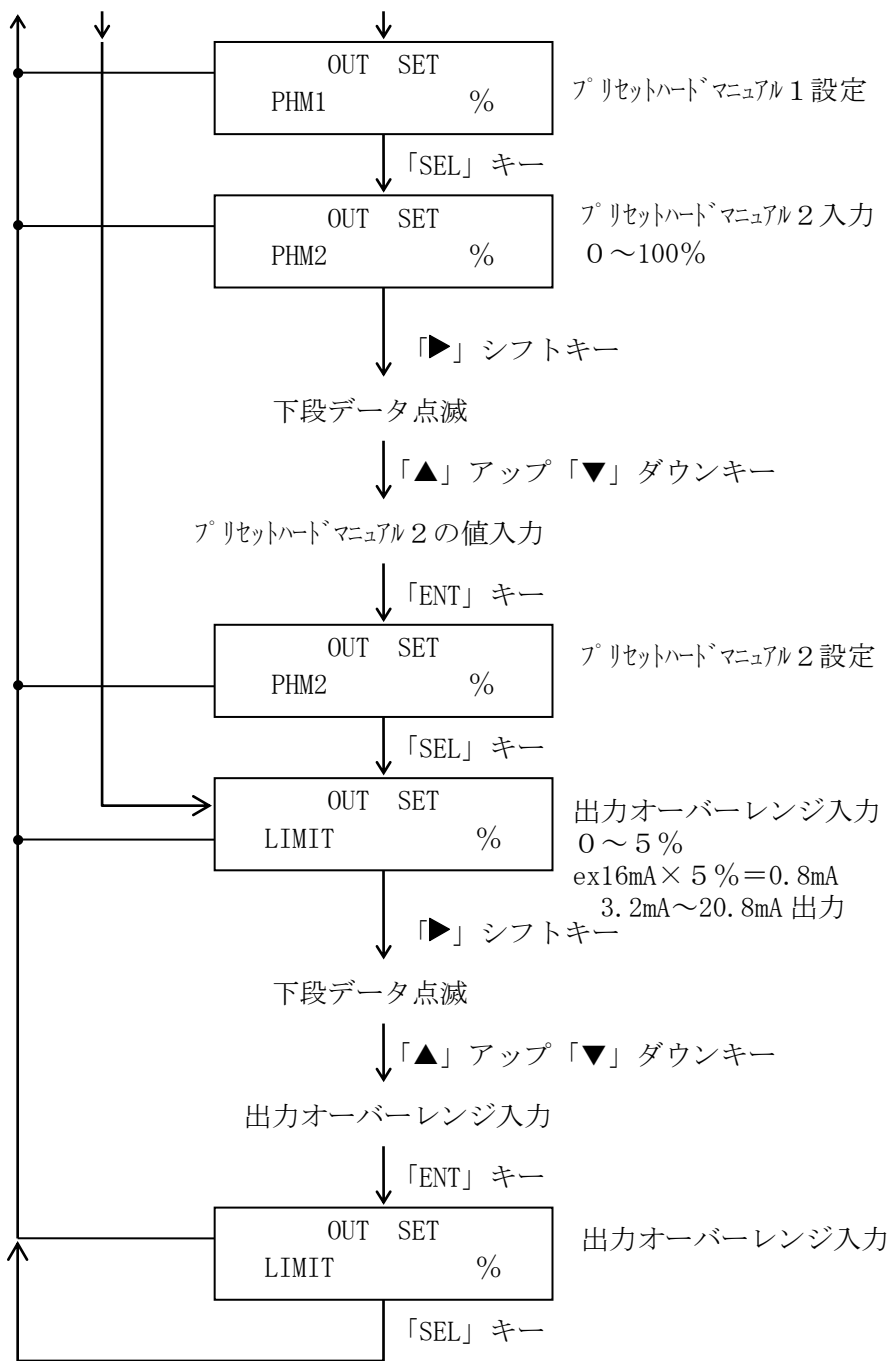 OUT SET
PHM1 %
プリセットハードマニュアル1設定
「SEL」キー
OUT SET
PHM2 %
プリセットハードマニュアル2入力
0～100%
「▶」シフトキー
下段データ点滅
「▲」アップ「▼」ダウンキー
プリセットハードマニュアル2の値入力
「ENT」キー
OUT SET
PHM2 %
プリセットハードマニュアル2設定
「SEL」キー
OUT SET
LIMIT %
出力オーバーレンジ入力
0～5%
ex16mA×5%=0.8mA
3.2mA～20.8mA出力
「▶」シフトキー
下段データ点滅
「▲」アップ「▼」ダウンキー
出力オーバーレンジ入力
「ENT」キー
OUT SET
LIMIT %
出力オーバーレンジ入力
「SEL」キー